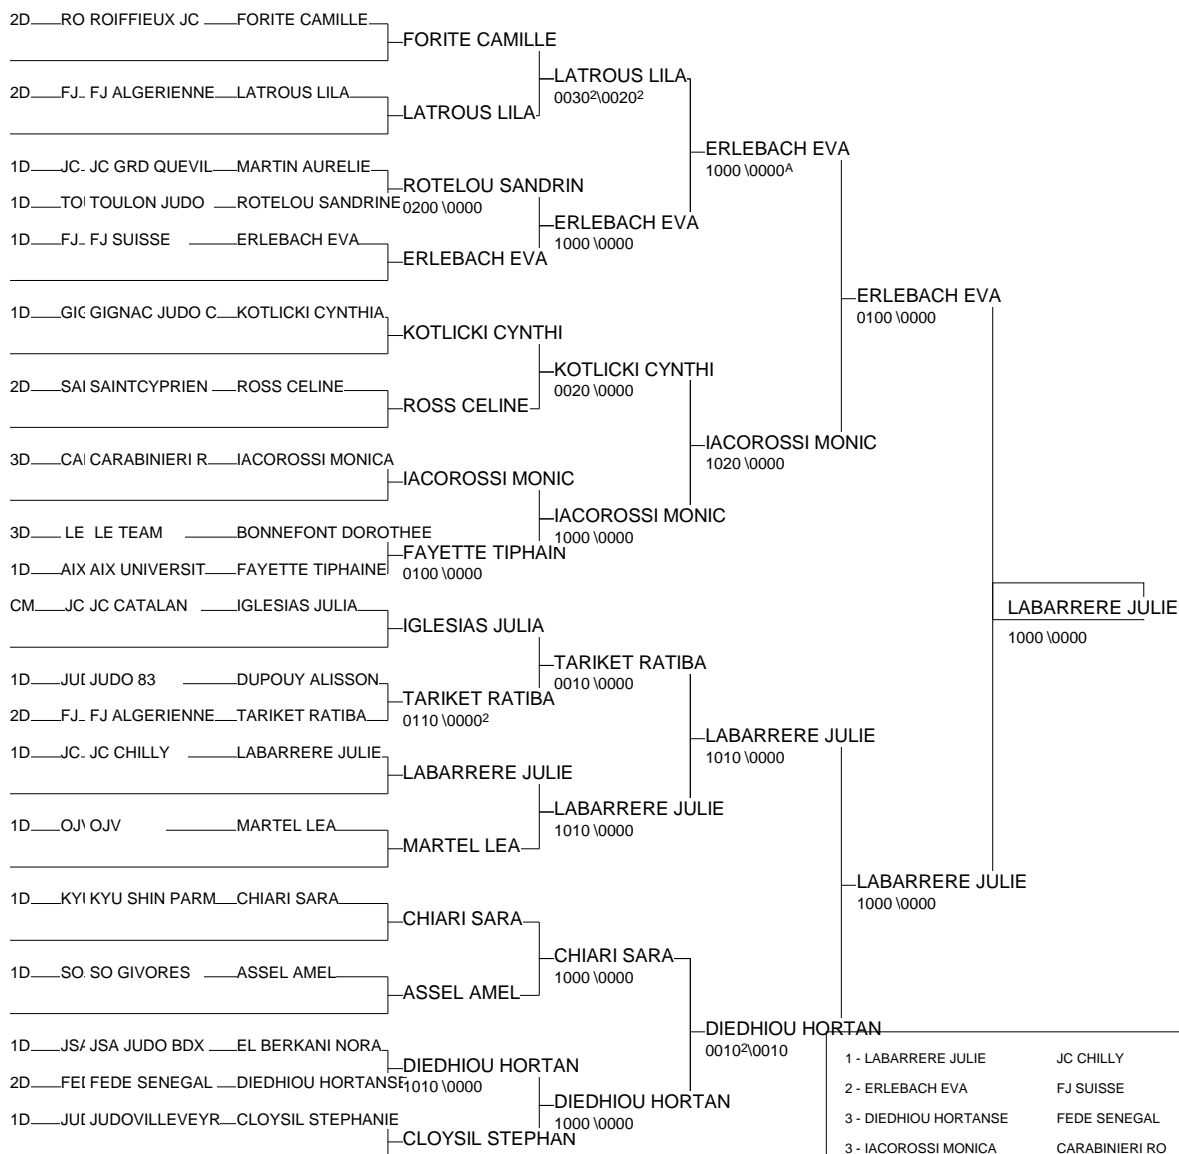 2D RO ROIFFIEUX JC FORITE CAMILLE
FORITE CAMILLE
LATROUS LILA
0030² \0020²
2D FJ FJ ALGERIENNE LATROUS LILA
LATROUS LILA
ERLEBACH EVA
1000 \0000ᴬ
1D JC JC GRD QUEVIL MARTIN AURELIE
ROTELOU SANDRIN
0200 \0000
1D TOU TOULON JUDO ROTELOU SANDRINE
ERLEBACH EVA
1000 \0000
1D FJ FJ SUISSE ERLEBACH EVA
ERLEBACH EVA
ERLEBACH EVA
0100 \0000
1D GIG GIGNAC JUDO C KOTLICKI CYNTHIA
KOTLICKI CYNTHI
KOTLICKI CYNTHI
0020 \0000
2D SAI SAINTCYPRIEN ROSS CELINE
ROSS CELINE
IACOROSSI MONIC
1020 \0000
3D CAI CARABINIERI R IACOROSSI MONICA
IACOROSSI MONIC
IACOROSSI MONIC
1000 \0000
3D LE LE TEAM BONNEFONT DOROTHEE
FAYETTE TIPHAIN
0100 \0000
1D AIX AIX UNIVERSIT FAYETTE TIPHAINE
LABARRERE JULIE
1000 \0000
CM JC JC CATALAN IGLESIAS JULIA
IGLESIAS JULIA
TARIKET RATIBA
0010 \0000
1D JUI JUDO 83 DUPOUY ALISSON
TARIKET RATIBA
0110 \0000²
2D FJ FJ ALGERIENNE TARIKET RATIBA
LABARRERE JULIE
1010 \0000
1D JC JC CHILLY LABARRERE JULIE
LABARRERE JULIE
LABARRERE JULIE
1010 \0000
1D OJV OJV MARTEL LEA
MARTEL LEA
LABARRERE JULIE
1000 \0000
1D KYU KYU SHIN PARM CHIARI SARA
CHIARI SARA
CHIARI SARA
1000 \0000
1D SO SO GIVORES ASSEL AMEL
ASSEL AMEL
DIEDHIOU HORTAN
0010² \0010
1D JSA JSA JUDO BDX EL BERKANI NORA
DIEDHIOU HORTAN
1010 \0000
2D FEI FEDE SENEGAL DIEDHIOU HORTANSE
DIEDHIOU HORTAN
1000 \0000
1D JUI JUDOVILLEVEYR CLOYSIL STEPHANIE
CLOYSIL STEPHAN
1 - LABARRERE JULIE JC CHILLY
2 - ERLEBACH EVA FJ SUISSE
3 - DIEDHIOU HORTANSE FEDE SENEGAL
3 - IACOROSSI MONICA CARABINIERI RO